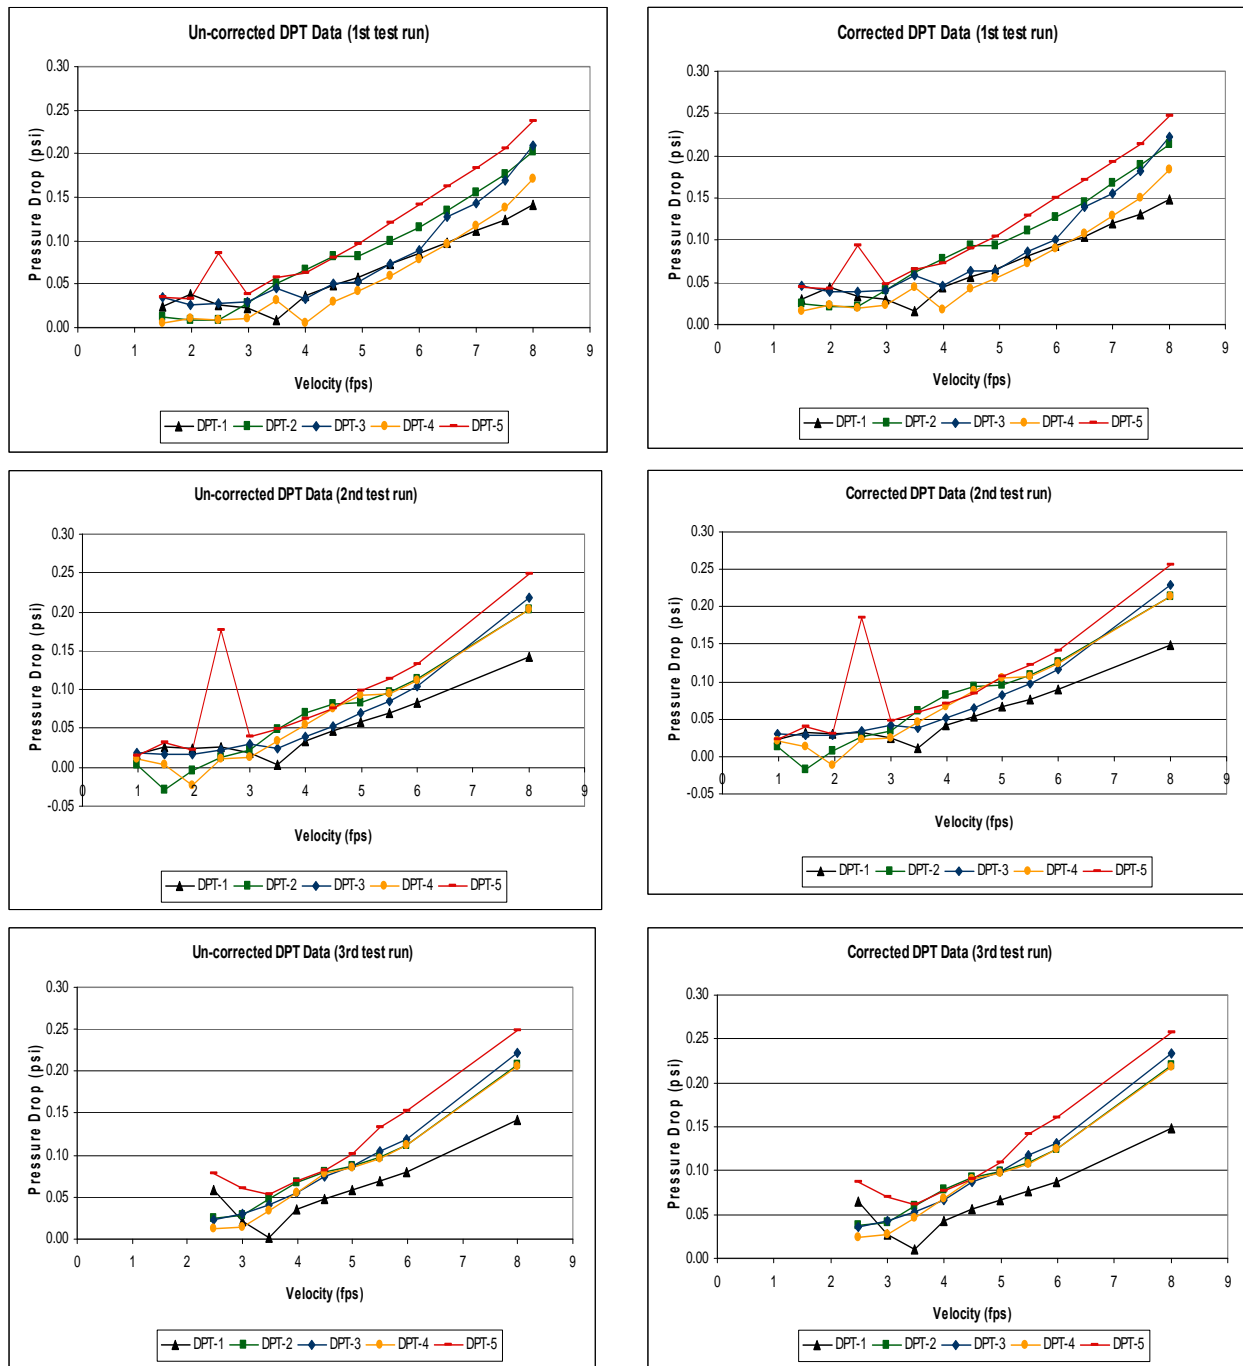 Un-corrected DPT Data (1st test run)
0.30
0.25
0.20
0.15
0.10
0.05
0.00
Pressure Drop (psi)
0 1 2 3 4 5 6 7 8 9
Velocity (fps)
DPT-1 DPT-2 DPT-3 DPT-4 DPT-5
Corrected DPT Data (1st test run)
0.30
0.25
0.20
0.15
0.10
0.05
0.00
Pressure Drop (psi)
0 1 2 3 4 5 6 7 8 9
Velocity (fps)
DPT-1 DPT-2 DPT-3 DPT-4 DPT-5
Un-corrected DPT Data (2nd test run)
0.30
0.25
0.20
0.15
0.10
0.05
0.00
-0.05
Pressure Drop (psi)
0 1 2 3 4 5 6 7 8 9
Velocity (fps)
DPT-1 DPT-2 DPT-3 DPT-4 DPT-5
Corrected DPT Data (2nd test run)
0.30
0.25
0.20
0.15
0.10
0.05
0.00
-0.05
Pressure Drop (psi)
0 1 2 3 4 5 6 7 8 9
Velocity (fps)
DPT-1 DPT-2 DPT-3 DPT-4 DPT-5
Un-corrected DPT Data (3rd test run)
0.30
0.25
0.20
0.15
0.10
0.05
0.00
Pressure Drop (psi)
0 1 2 3 4 5 6 7 8 9
Velocity (fps)
DPT-1 DPT-2 DPT-3 DPT-4 DPT-5
Corrected DPT Data (3rd test run)
0.30
0.25
0.20
0.15
0.10
0.05
0.00
Pressure Drop (psi)
0 1 2 3 4 5 6 7 8 9
Velocity (fps)
DPT-1 DPT-2 DPT-3 DPT-4 DPT-5